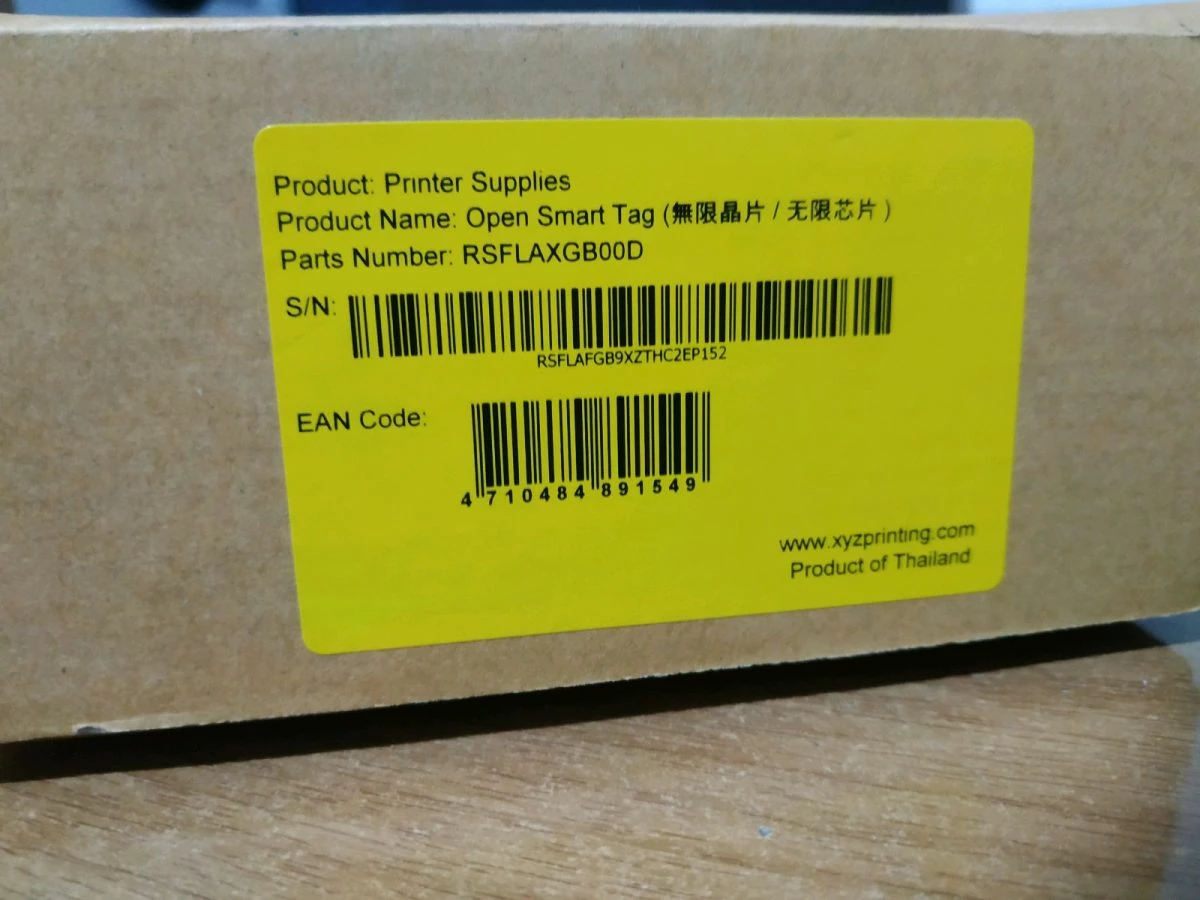 Product: Printer Supplies
Product Name: Open Smart Tag (無限晶片 / 无限芯片 )
Parts Number: RSFLAXGB00D
S/N:
RSFLAFGB9XZTHC2EP152
EAN Code:
4 710484 891549
www.xyzprinting.com
Product of Thailand